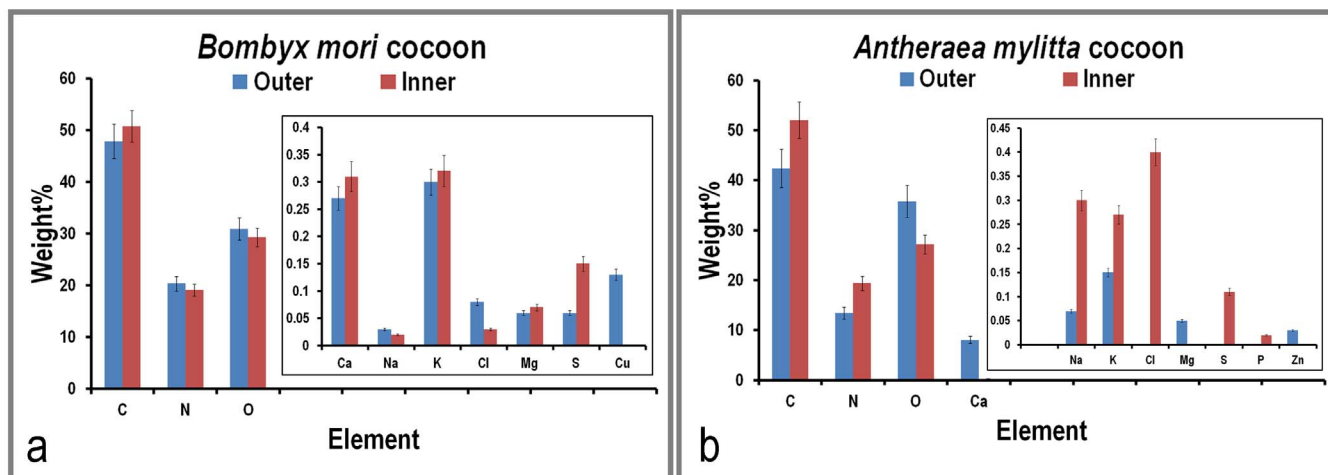 Bombyx mori cocoon
Outer Inner
Weight%
60
50
40
30
20
10
0
0.4
0.35
0.3
0.25
0.2
0.15
0.1
0.05
0
Ca Na K Cl Mg S Cu
C N O
Element
a
Antheraea mylitta cocoon
Outer Inner
Weight%
60
50
40
30
20
10
0
0.45
0.4
0.35
0.3
0.25
0.2
0.15
0.1
0.05
0
Na K Cl Mg S P Zn
C N O Ca
Element
b